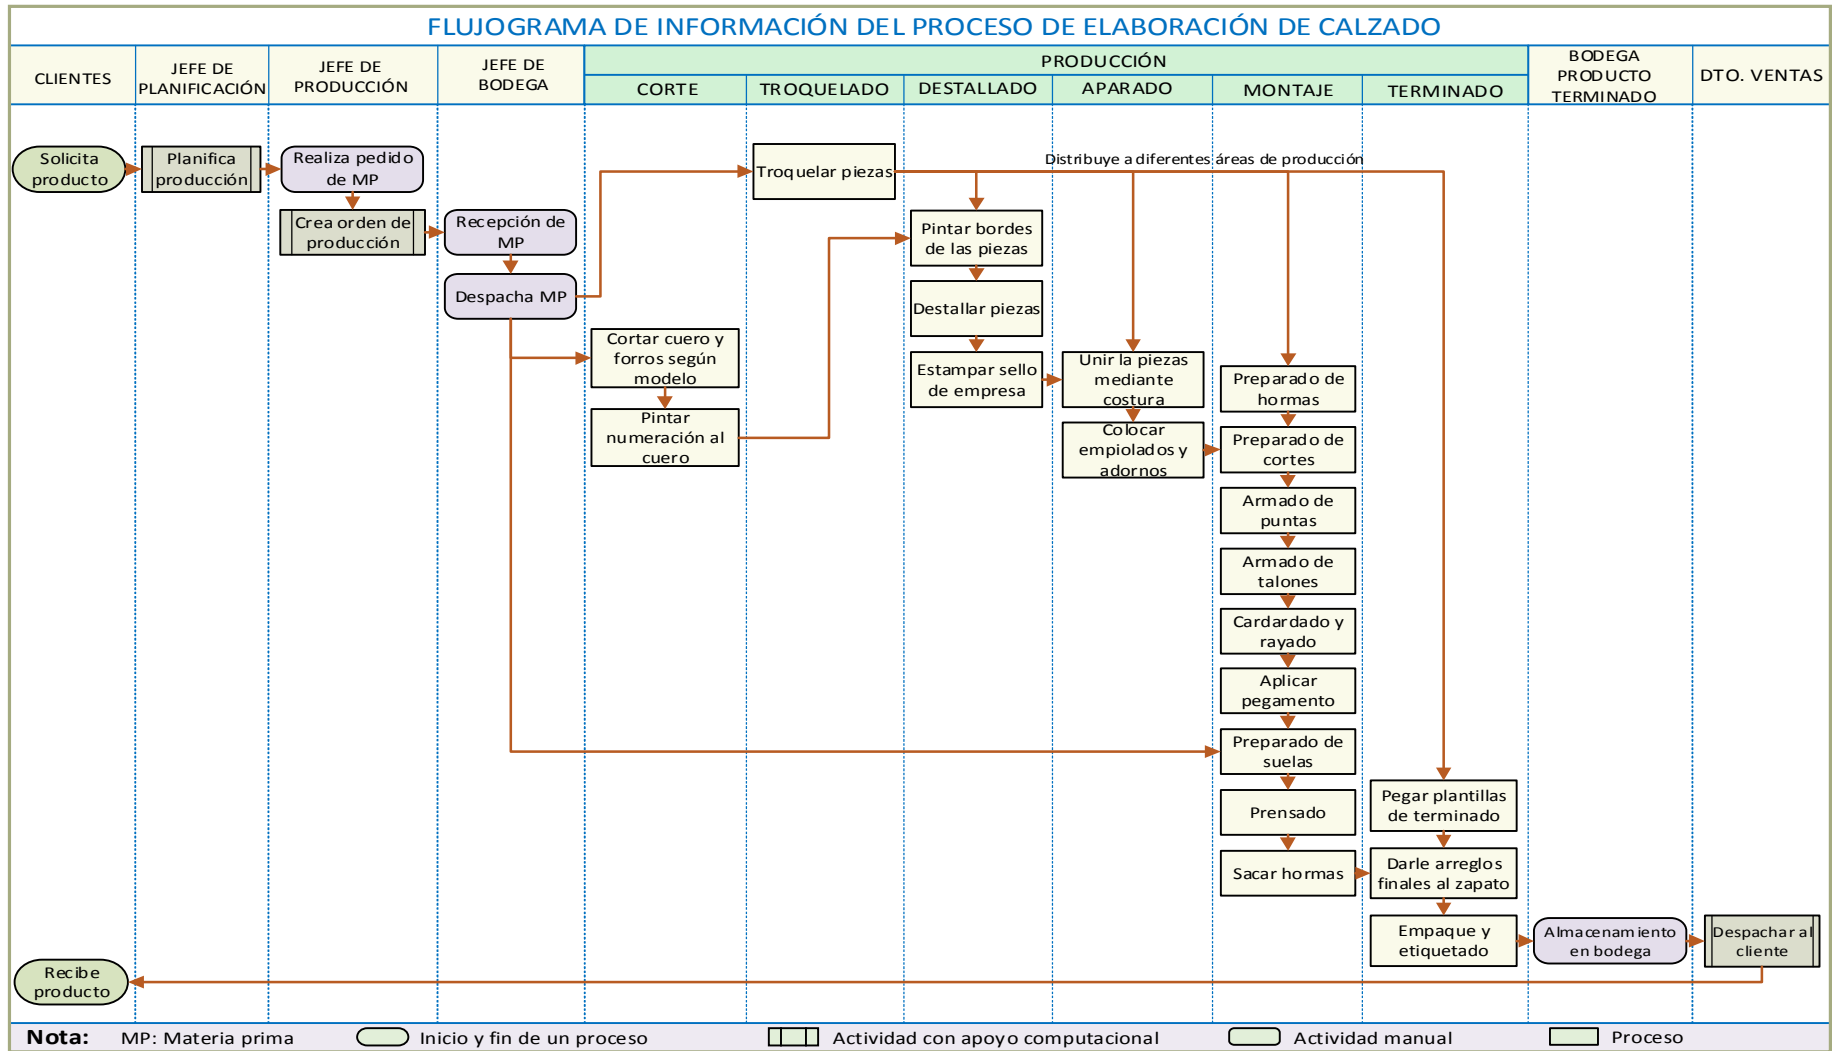 FLUJOGRAMA DE INFORMACIÓN DEL PROCESO DE ELABORACIÓN DE CALZADO
CLIENTES
JEFE DE
PLANIFICACIÓN
JEFE DE
PRODUCCIÓN
JEFE DE
BODEGA
PRODUCCIÓN
CORTE
TROQUELADO
DESTALLADO
APARADO
MONTAJE
TERMINADO
BODEGA
PRODUCTO
TERMINADO
DTO. VENTAS
Solicita
producto
Planifica
producción
Realiza pedido
de MP
Crea orden de
producción
Recepción de
MP
Despacha MP
Troquelar piezas
Distribuye a diferentes áreas de producción
Cortar cuero y
forros según
modelo
Pintar
numeración al
cuero
Pintar bordes
de las piezas
Destallar piezas
Estampar sello
de empresa
Unir la piezas
mediante
costura
Colocar
empiolados y
adornos
Preparado de
hormas
Preparado de
cortes
Armado de
puntas
Armado de
talones
Cardardado y
rayado
Aplicar
pegamento
Preparado de
suelas
Prensado
Sacar hormas
Pegar plantillas
de terminado
Darle arreglos
finales al zapato
Empaque y
etiquetado
Almacenamiento
en bodega
Despachar al
cliente
Recibe
producto
Nota: MP: Materia prima Inicio y fin de un proceso Actividad con apoyo computacional Actividad manual Proceso